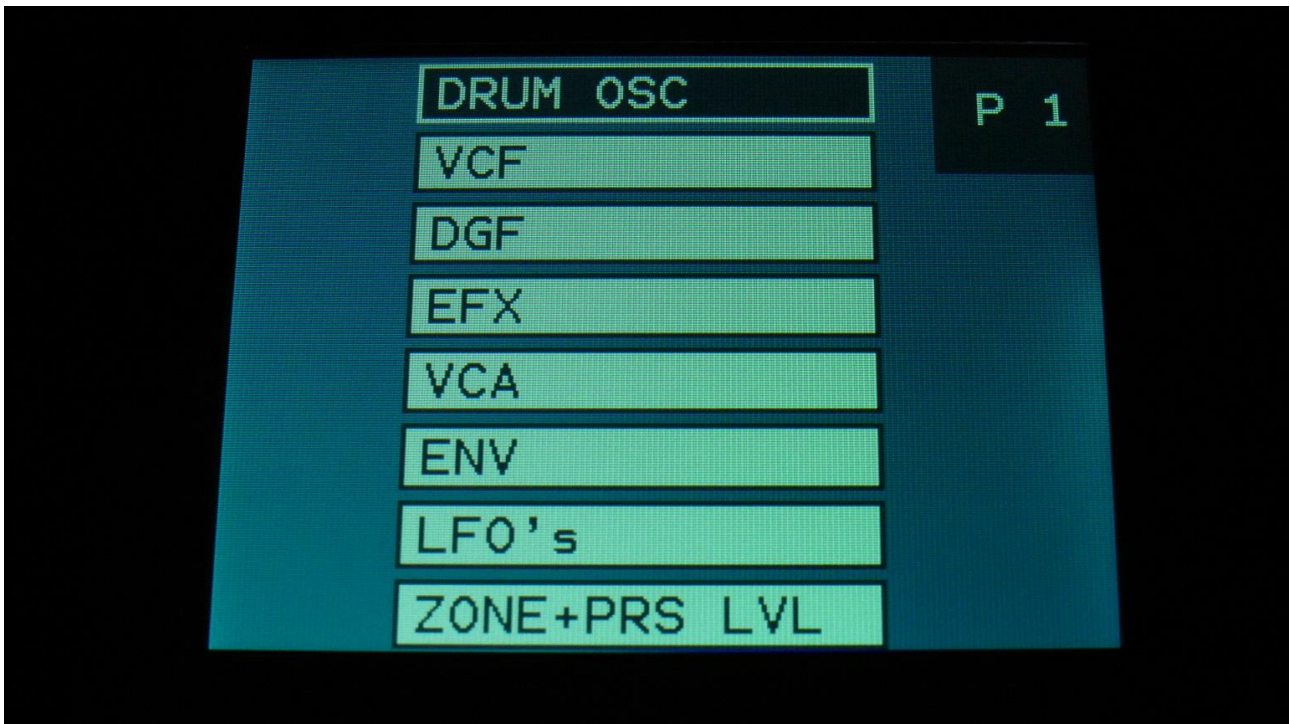 DRUM OSC
P 1
VCF
DGF
EFX
VCA
ENV
LFO's
ZONE+PRS LVL